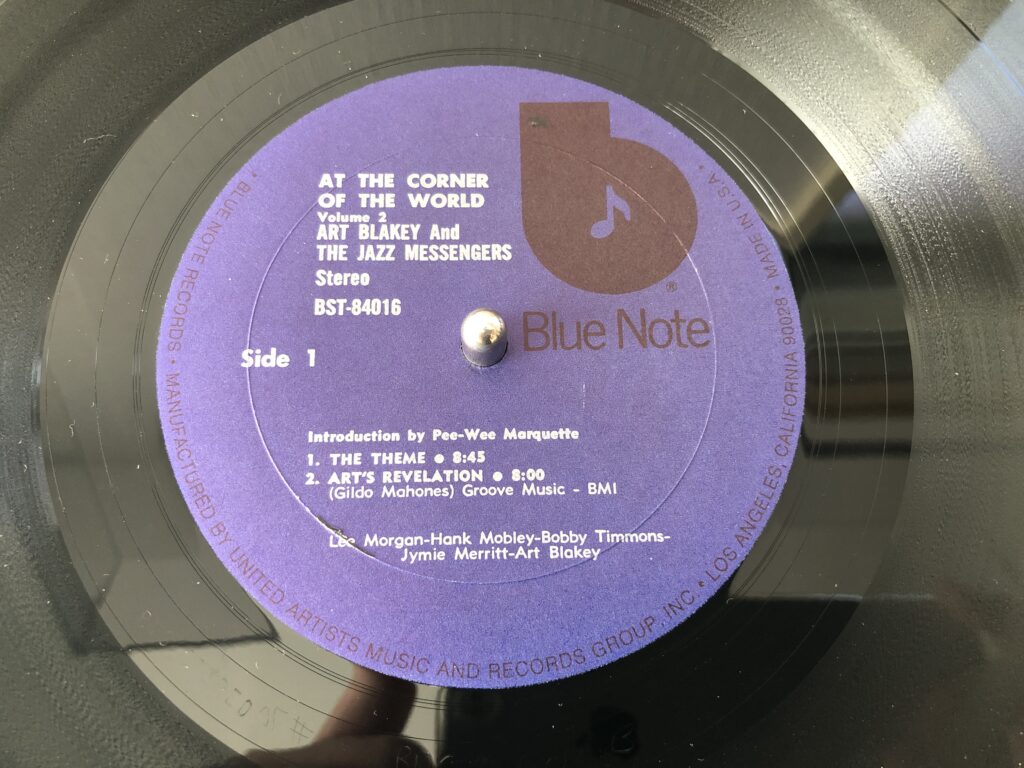 AT THE CORNER
OF THE WORLD
Volume 2
ART BLAKEY And
THE JAZZ MESSENGERS
Stereo
BST-84016
Side 1
b
®
Blue Note
Introduction by Pee-Wee Marquette
1. THE THEME ● 8:45
2. ART'S REVELATION ● 8:00
(Gildo Mahones) Groove Music - BMI
Lee Morgan-Hank Mobley-Bobby Timmons-
Jymie Merritt-Art Blakey
• BLUE NOTE RECORDS • MANUFACTURED BY UNITED ARTISTS MUSIC AND RECORDS GROUP, INC. • LOS ANGELES CALIFORNIA 90028 • MADE IN U.S.A. •